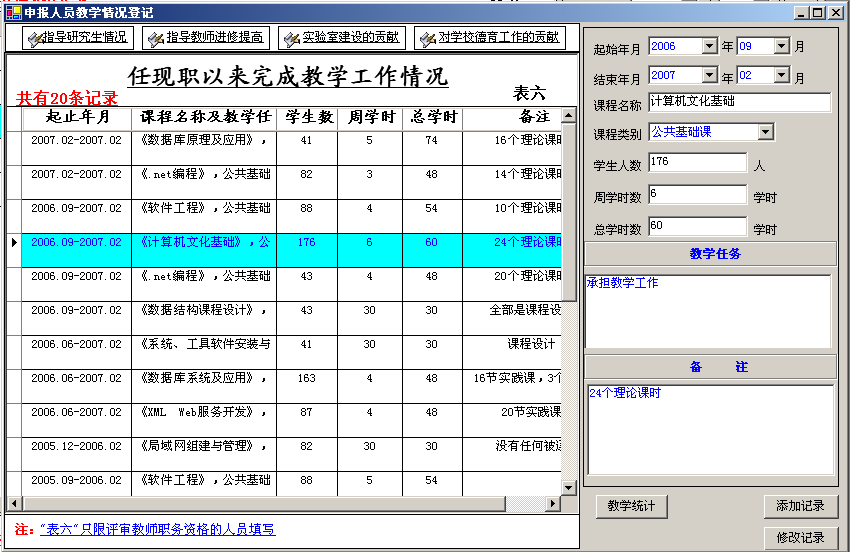 申报人员教学情况登记
指导研究生情况 指导教师进修提高 实验室建设的贡献 对学校德育工作的贡献
任现职以来完成教学工作情况
共有20条记录 表六
起止年月 课程名称及教学任 学生数 周学时 总学时 备注
2007.02-2007.02 《数据库原理及应用》, 41 5 74 16个理论课时
2007.02-2007.02 《.net编程》,公共基础 82 3 48 14个理论课时
2006.09-2007.02 《软件工程》,公共基础 88 4 54 10个理论课时
2006.09-2007.02 《计算机文化基础》,公 176 6 60 24个理论课时
2006.09-2007.02 《.net编程》,公共基础 43 4 48 20个理论课时
2006.09-2007.02 《数据结构课程设计》, 43 30 30 全部是课程设
2006.06-2007.02 《系统、工具软件安装与 41 30 30 课程设计
2006.06-2007.02 《数据库系统及应用》, 163 4 48 16节实践课,3个
2006.06-2007.02 《XML Web服务开发》, 87 4 48 20节实践课
2005.12-2006.02 《局域网组建与管理》, 82 30 30 没有任何被
2005.09-2006.02 《软件工程》,公共基础 88 5 54
注: "表六"只限评审教师职务资格的人员填写
起始年月 2006 年 09 月
结束年月 2007 年 02 月
课程名称 计算机文化基础
课程类别 公共基础课
学生人数 176 人
周学时数 6 学时
总学时数 60 学时
教学任务
承担教学工作
备 注
24个理论课时
教学统计 添加记录
修改记录